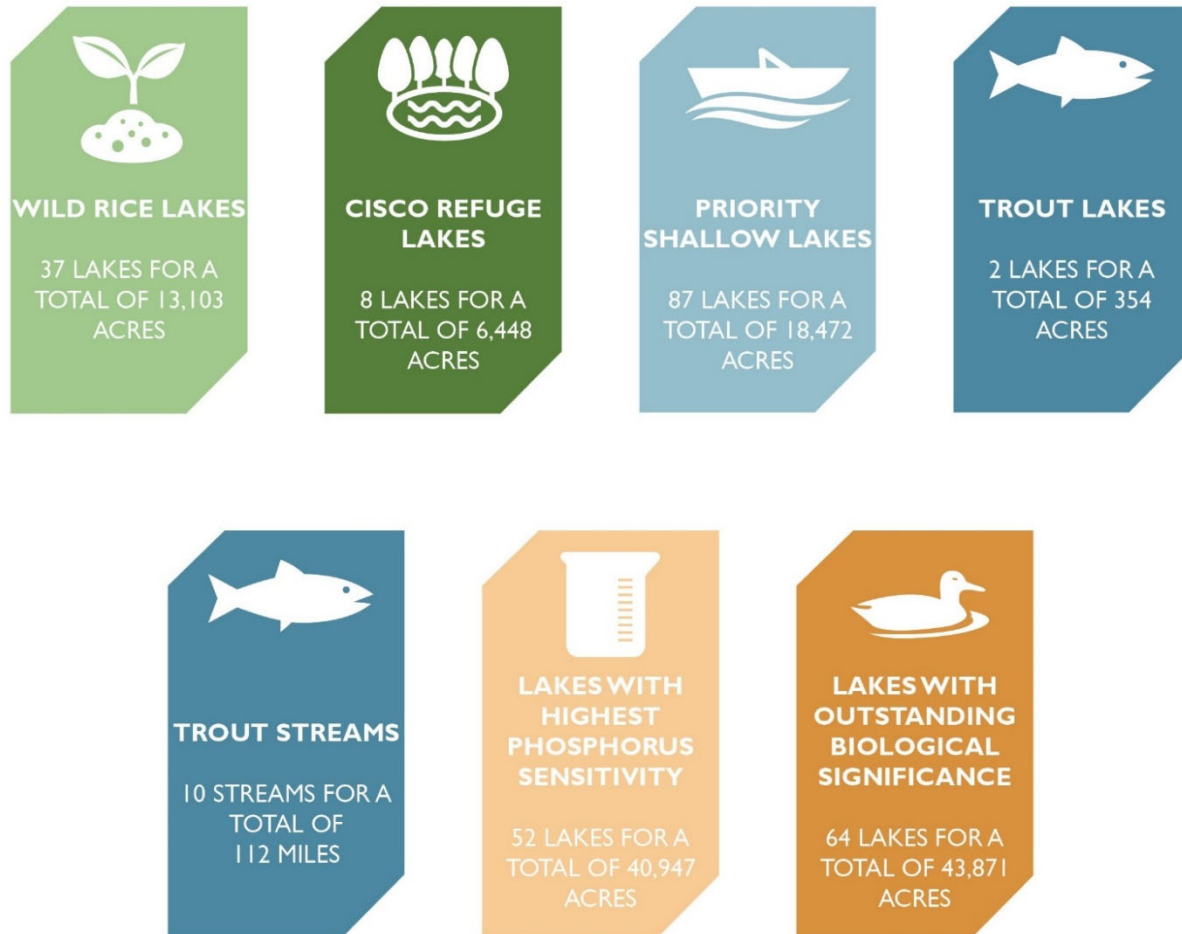 WILD RICE LAKES
37 LAKES FOR A
TOTAL OF 13,103
ACRES
CISCO REFUGE
LAKES
8 LAKES FOR A
TOTAL OF 6,448
ACRES
PRIORITY
SHALLOW LAKES
87 LAKES FOR A
TOTAL OF 18,472
ACRES
TROUT LAKES
2 LAKES FOR A
TOTAL OF 354
ACRES
TROUT STREAMS
10 STREAMS FOR A
TOTAL OF
112 MILES
LAKES WITH
HIGHEST
PHOSPHORUS
SENSITIVITY
52 LAKES FOR A
TOTAL OF 40,947
ACRES
LAKES WITH
OUTSTANDING
BIOLOGICAL
SIGNIFICANCE
64 LAKES FOR A
TOTAL OF 43,871
ACRES